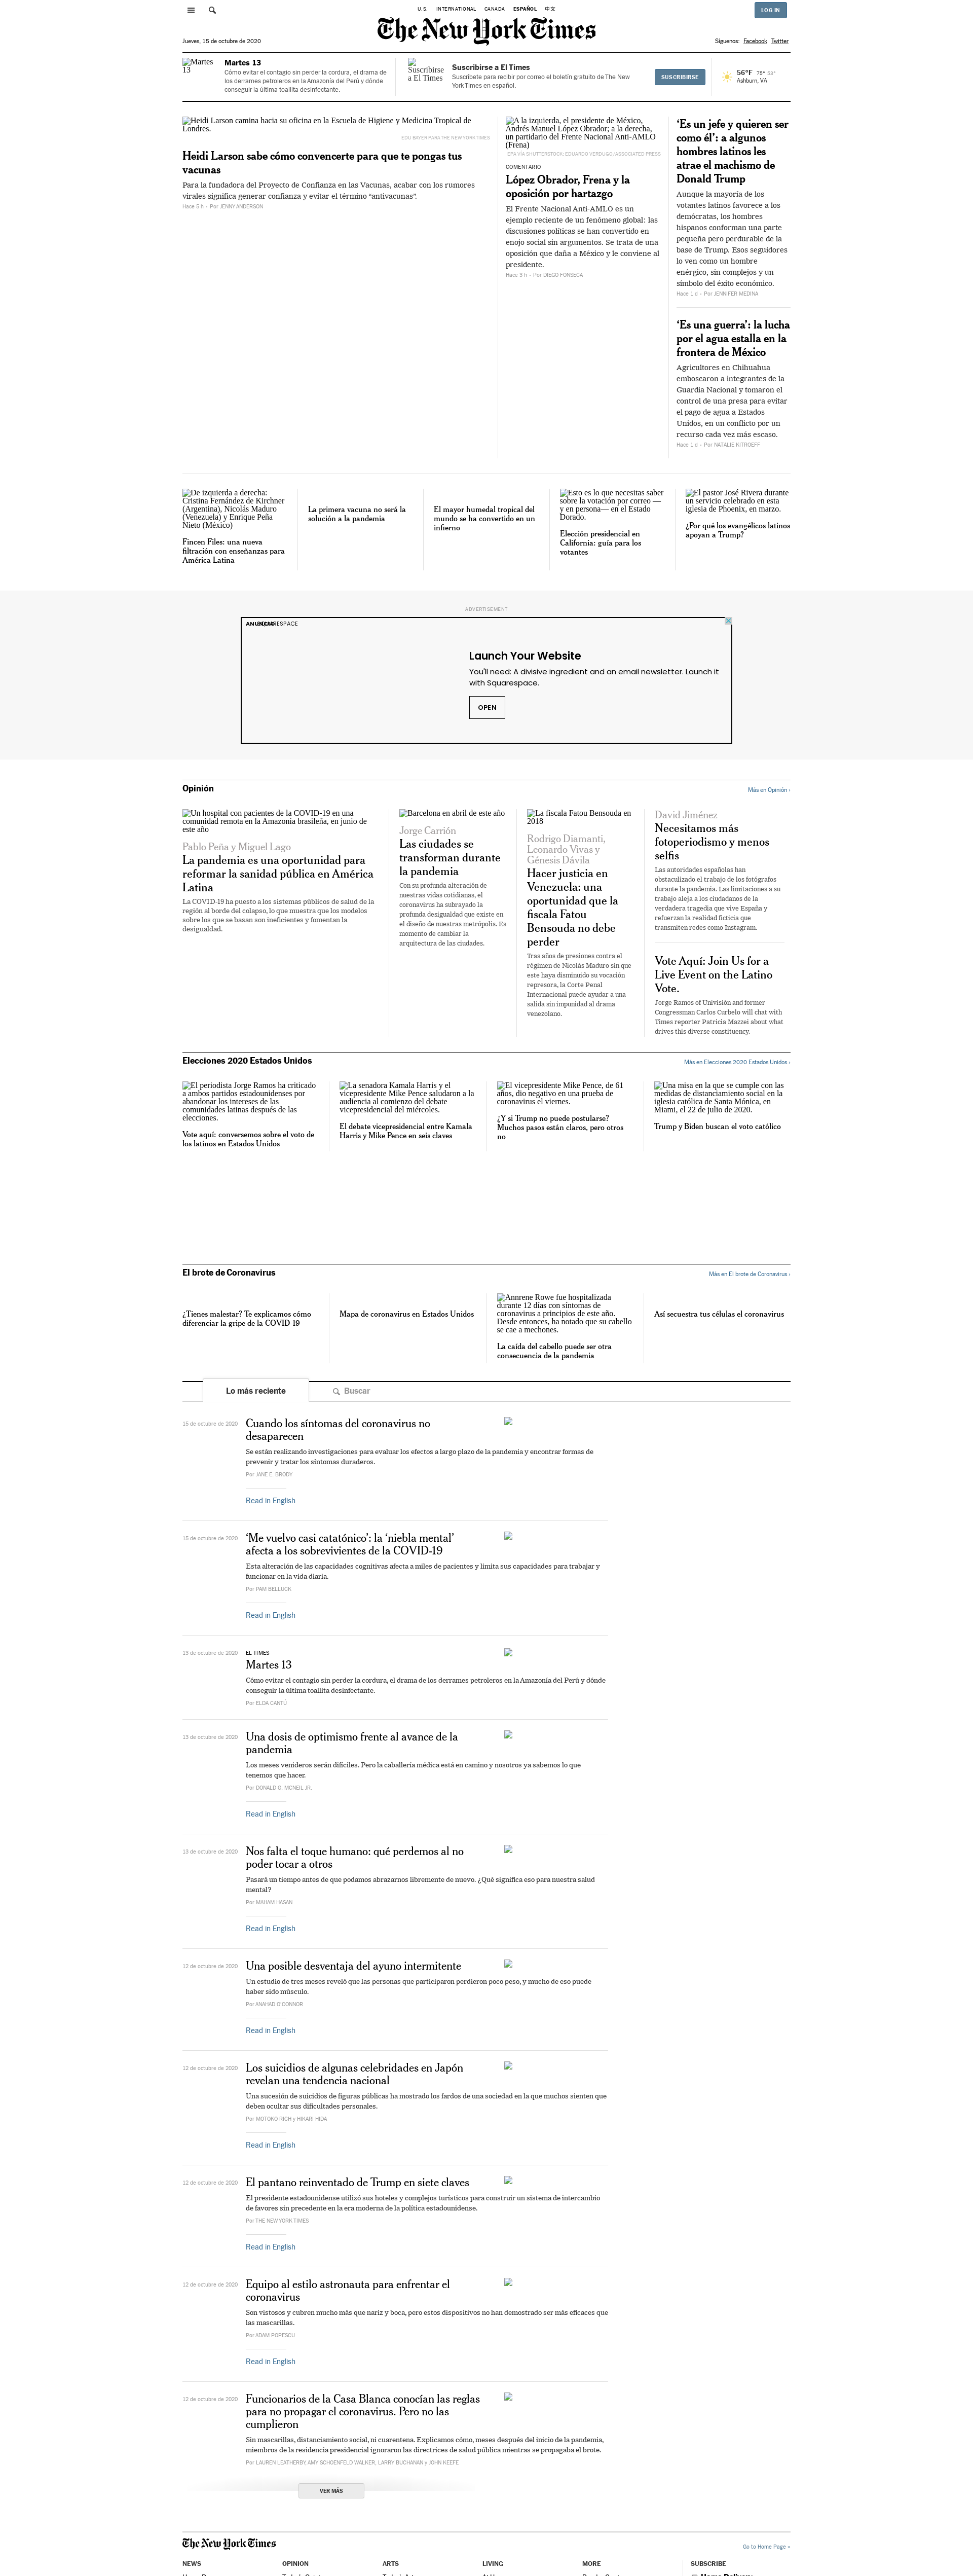 U.S. INTERNATIONAL CANADA ESPAÑOL 中文
LOG IN
The New York Times
Jueves, 15 de octubre de 2020
Síguenos: Facebook Twitter
Martes 13
Martes 13
Cómo evitar el contagio sin perder la cordura, el drama de
los derrames petroleros en la Amazonía del Perú y dónde
conseguir la última toallita desinfectante.
Suscribirse
a El Times
Suscribirse a El Times
Suscríbete para recibir por correo el boletín gratuito de The New
York Times en español.
SUSCRIBIRSE
56°F 75° 53°
Ashburn, VA
Heidi Larson camina hacia su oficina en la Escuela de Higiene y Medicina Tropical de
Londres.
EDU BAYER PARA THE NEW YORK TIMES
Heidi Larson sabe cómo convencerte para que te pongas tus
vacunas
Para la fundadora del Proyecto de Confianza en las Vacunas, acabar con los rumores
virales significa generar confianza y evitar el término “antivacunas”.
Hace 5 h – Por JENNY ANDERSON
A la izquierda, el presidente de México,
Andrés Manuel López Obrador; a la derecha,
un partidario del Frente Nacional Anti-AMLO
(Frena)
EPA VÍA SHUTTERSTOCK; EDUARDO VERDUGO/ASSOCIATED PRESS
COMENTARIO
López Obrador, Frena y la
oposición por hartazgo
El Frente Nacional Anti-AMLO es un
ejemplo reciente de un fenómeno global: las
discusiones políticas se han convertido en
enojo social sin argumentos. Se trata de una
oposición que daña a México y le conviene al
presidente.
Hace 3 h – Por DIEGO FONSECA
‘Es un jefe y quieren ser
como él’: a algunos
hombres latinos les
atrae el machismo de
Donald Trump
Aunque la mayoría de los
votantes latinos favorece a los
demócratas, los hombres
hispanos conforman una parte
pequeña pero perdurable de la
base de Trump. Esos seguidores
lo ven como un hombre
enérgico, sin complejos y un
símbolo del éxito económico.
Hace 1 d – Por JENNIFER MEDINA
‘Es una guerra’: la lucha
por el agua estalla en la
frontera de México
Agricultores en Chihuahua
emboscaron a integrantes de la
Guardia Nacional y tomaron el
control de una presa para evitar
el pago de agua a Estados
Unidos, en un conflicto por un
recurso cada vez más escaso.
Hace 1 d – Por NATALIE KITROEFF
De izquierda a derecha:
Cristina Fernández de Kirchner
(Argentina), Nicolás Maduro
(Venezuela) y Enrique Peña
Nieto (México)
Fincen Files: una nueva
filtración con enseñanzas para
América Latina
La primera vacuna no será la
solución a la pandemia
El mayor humedal tropical del
mundo se ha convertido en un
infierno
Esto es lo que necesitas saber
sobre la votación por correo —
y en persona— en el Estado
Dorado.
Elección presidencial en
California: guía para los
votantes
El pastor José Rivera durante
un servicio celebrado en esta
iglesia de Phoenix, en marzo.
¿Por qué los evangélicos latinos
apoyan a Trump?
ADVERTISEMENT
ANUNCIO
Launch Your Website
You'll need: A divisive ingredient and an email newsletter. Launch it
with Squarespace.
OPEN
Opinión
Más en Opinión ›
Un hospital con pacientes de la COVID-19 en una
comunidad remota en la Amazonía brasileña, en junio de
este año
Pablo Peña y Miguel Lago
La pandemia es una oportunidad para
reformar la sanidad pública en América
Latina
La COVID-19 ha puesto a los sistemas públicos de salud de la
región al borde del colapso, lo que muestra que los modelos
sobre los que se basan son ineficientes y fomentan la
desigualdad.
Barcelona en abril de este año
Jorge Carrión
Las ciudades se
transforman durante
la pandemia
Con su profunda alteración de
nuestras vidas cotidianas, el
coronavirus ha subrayado la
profunda desigualdad que existe en
el diseño de nuestras metrópolis. Es
momento de cambiar la
arquitectura de las ciudades.
La fiscala Fatou Bensouda en
2018
Rodrigo Diamanti,
Leonardo Vivas y
Génesis Dávila
Hacer justicia en
Venezuela: una
oportunidad que la
fiscala Fatou
Bensouda no debe
perder
Tras años de presiones contra el
régimen de Nicolás Maduro sin que
este haya disminuido su vocación
represora, la Corte Penal
Internacional puede ayudar a una
salida sin impunidad al drama
venezolano.
David Jiménez
Necesitamos más
fotoperiodismo y menos
selfis
Las autoridades españolas han
obstaculizado el trabajo de los fotógrafos
durante la pandemia. Las limitaciones a su
trabajo aleja a los ciudadanos de la
verdadera tragedia que vive España y
refuerzan la realidad ficticia que
transmiten redes como Instagram.
Vote Aquí: Join Us for a
Live Event on the Latino
Vote.
Jorge Ramos of Univisión and former
Congressman Carlos Curbelo will chat with
Times reporter Patricia Mazzei about what
drives this diverse constituency.
Elecciones 2020 Estados Unidos
Más en Elecciones 2020 Estados Unidos ›
El periodista Jorge Ramos ha criticado
a ambos partidos estadounidenses por
abandonar los intereses de las
comunidades latinas después de las
elecciones.
Vote aquí: conversemos sobre el voto de
los latinos en Estados Unidos
La senadora Kamala Harris y el
vicepresidente Mike Pence saludaron a la
audiencia al comienzo del debate
vicepresidencial del miércoles.
El debate vicepresidencial entre Kamala
Harris y Mike Pence en seis claves
El vicepresidente Mike Pence, de 61
años, dio negativo en una prueba de
coronavirus el viernes.
¿Y si Trump no puede postularse?
Muchos pasos están claros, pero otros
no
Una misa en la que se cumple con las
medidas de distanciamiento social en la
iglesia católica de Santa Mónica, en
Miami, el 22 de julio de 2020.
Trump y Biden buscan el voto católico
El brote de Coronavirus
Más en El brote de Coronavirus ›
¿Tienes malestar? Te explicamos cómo
diferenciar la gripe de la COVID-19
Mapa de coronavirus en Estados Unidos
Annrene Rowe fue hospitalizada
durante 12 días con síntomas de
coronavirus a principios de este año.
Desde entonces, ha notado que su cabello
se cae a mechones.
La caída del cabello puede ser otra
consecuencia de la pandemia
Así secuestra tus células el coronavirus
Lo más reciente
Buscar
15 de octubre de 2020
Cuando los síntomas del coronavirus no
desaparecen
Se están realizando investigaciones para evaluar los efectos a largo plazo de la pandemia y encontrar formas de
prevenir y tratar los síntomas duraderos.
Por JANE E. BRODY
Read in English
15 de octubre de 2020
‘Me vuelvo casi catatónico’: la ‘niebla mental’
afecta a los sobrevivientes de la COVID-19
Esta alteración de las capacidades cognitivas afecta a miles de pacientes y limita sus capacidades para trabajar y
funcionar en la vida diaria.
Por PAM BELLUCK
Read in English
13 de octubre de 2020
EL TIMES
Martes 13
Cómo evitar el contagio sin perder la cordura, el drama de los derrames petroleros en la Amazonía del Perú y dónde
conseguir la última toallita desinfectante.
Por ELDA CANTÚ
13 de octubre de 2020
Una dosis de optimismo frente al avance de la
pandemia
Los meses venideros serán difíciles. Pero la caballería médica está en camino y nosotros ya sabemos lo que
tenemos que hacer.
Por DONALD G. MCNEIL JR.
Read in English
13 de octubre de 2020
Nos falta el toque humano: qué perdemos al no
poder tocar a otros
Pasará un tiempo antes de que podamos abrazarnos libremente de nuevo. ¿Qué significa eso para nuestra salud
mental?
Por MAHAM HASAN
Read in English
12 de octubre de 2020
Una posible desventaja del ayuno intermitente
Un estudio de tres meses reveló que las personas que participaron perdieron poco peso, y mucho de eso puede
haber sido músculo.
Por ANAHAD O'CONNOR
Read in English
12 de octubre de 2020
Los suicidios de algunas celebridades en Japón
revelan una tendencia nacional
Una sucesión de suicidios de figuras públicas ha mostrado los fardos de una sociedad en la que muchos sienten que
deben ocultar sus dificultades personales.
Por MOTOKO RICH y HIKARI HIDA
Read in English
12 de octubre de 2020
El pantano reinventado de Trump en siete claves
El presidente estadounidense utilizó sus hoteles y complejos turísticos para construir un sistema de intercambio
de favores sin precedente en la era moderna de la política estadounidense.
Por THE NEW YORK TIMES
Read in English
12 de octubre de 2020
Equipo al estilo astronauta para enfrentar el
coronavirus
Son vistosos y cubren mucho más que nariz y boca, pero estos dispositivos no han demostrado ser más eficaces que
las mascarillas.
Por ADAM POPESCU
Read in English
12 de octubre de 2020
Funcionarios de la Casa Blanca conocían las reglas
para no propagar el coronavirus. Pero no las
cumplieron
Sin mascarillas, distanciamiento social, ni cuarentena. Explicamos cómo, meses después del inicio de la pandemia,
miembros de la residencia presidencial ignoraron las directrices de salud pública mientras se propagaba el brote.
Por LAUREN LEATHERBY, AMY SCHOENFELD WALKER, LARRY BUCHANAN y JOHN KEEFE
VER MÁS
The New York Times
Go to Home Page »
NEWS OPINION ARTS LIVING MORE SUBSCRIBE